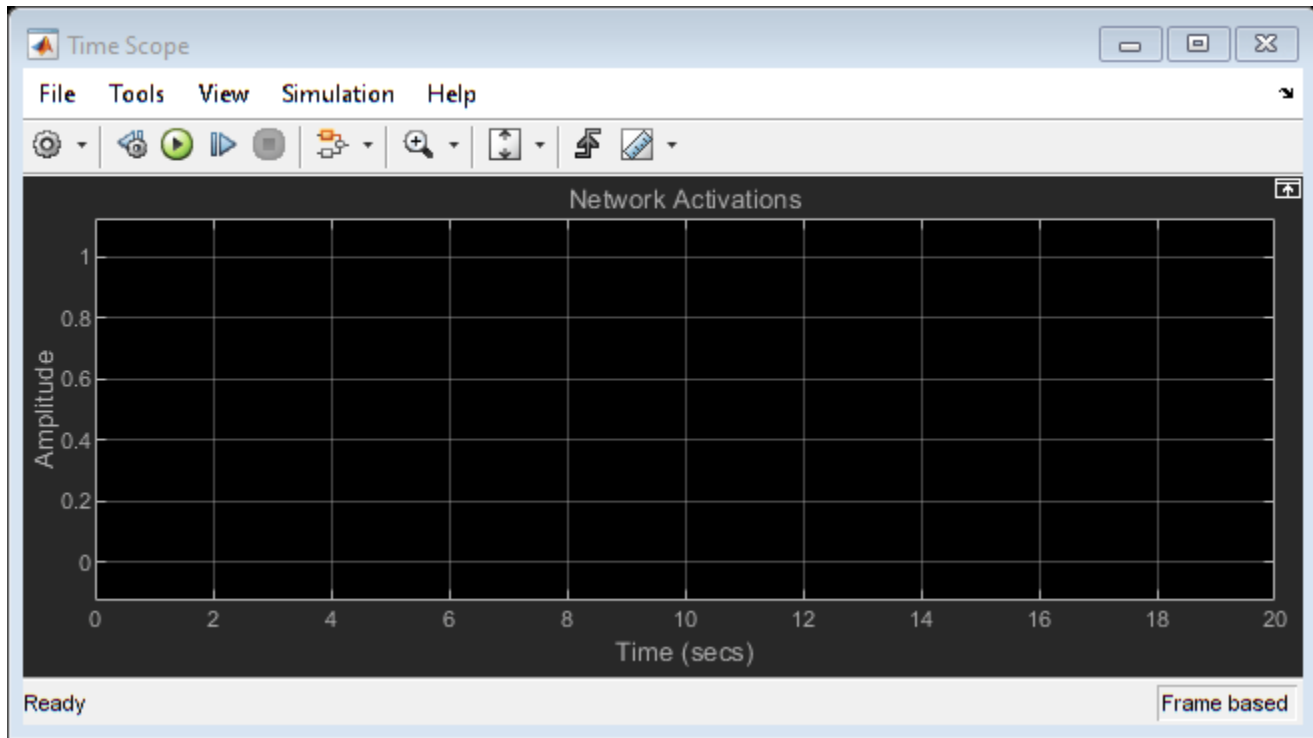 Time Scope
File Tools View Simulation Help
Network Activations
1
0.8
0.6
0.4
0.2
0
Amplitude
0 2 4 6 8 10 12 14 16 18 20
Time (secs)
Ready Frame based